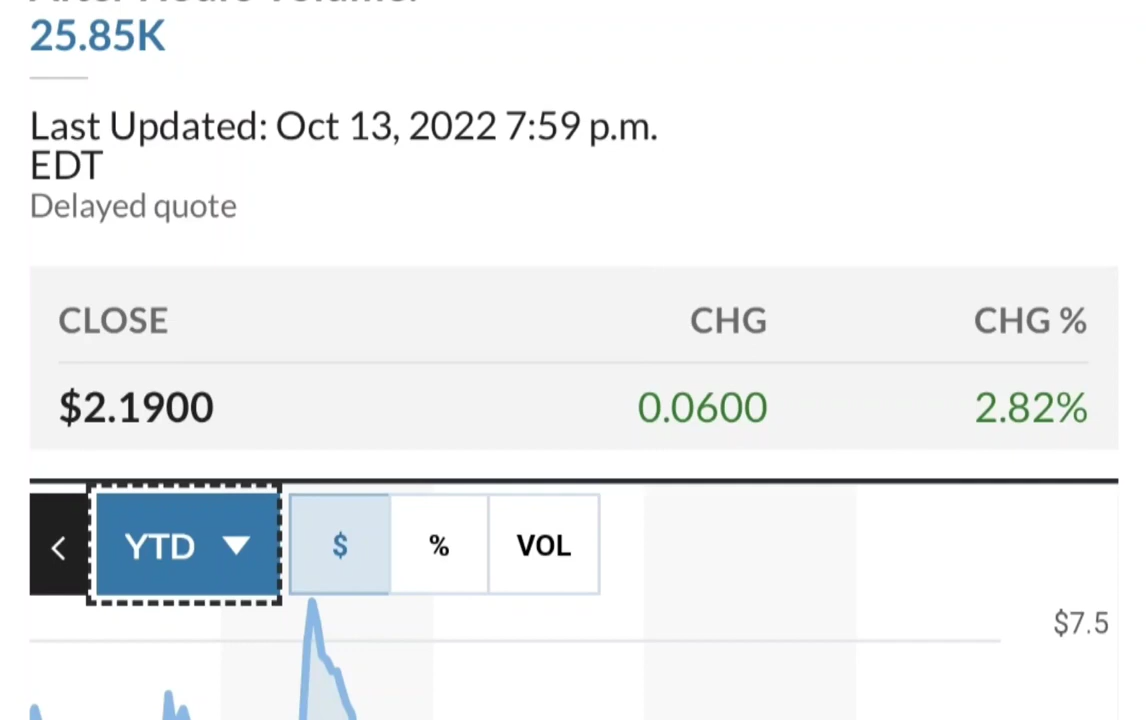 25.85K
Last Updated: Oct 13, 2022 7:59 p.m.
EDT
Delayed quote
CLOSE CHG CHG %
$2.1900 0.0600 2.82%
YTD $ % VOL
$7.5